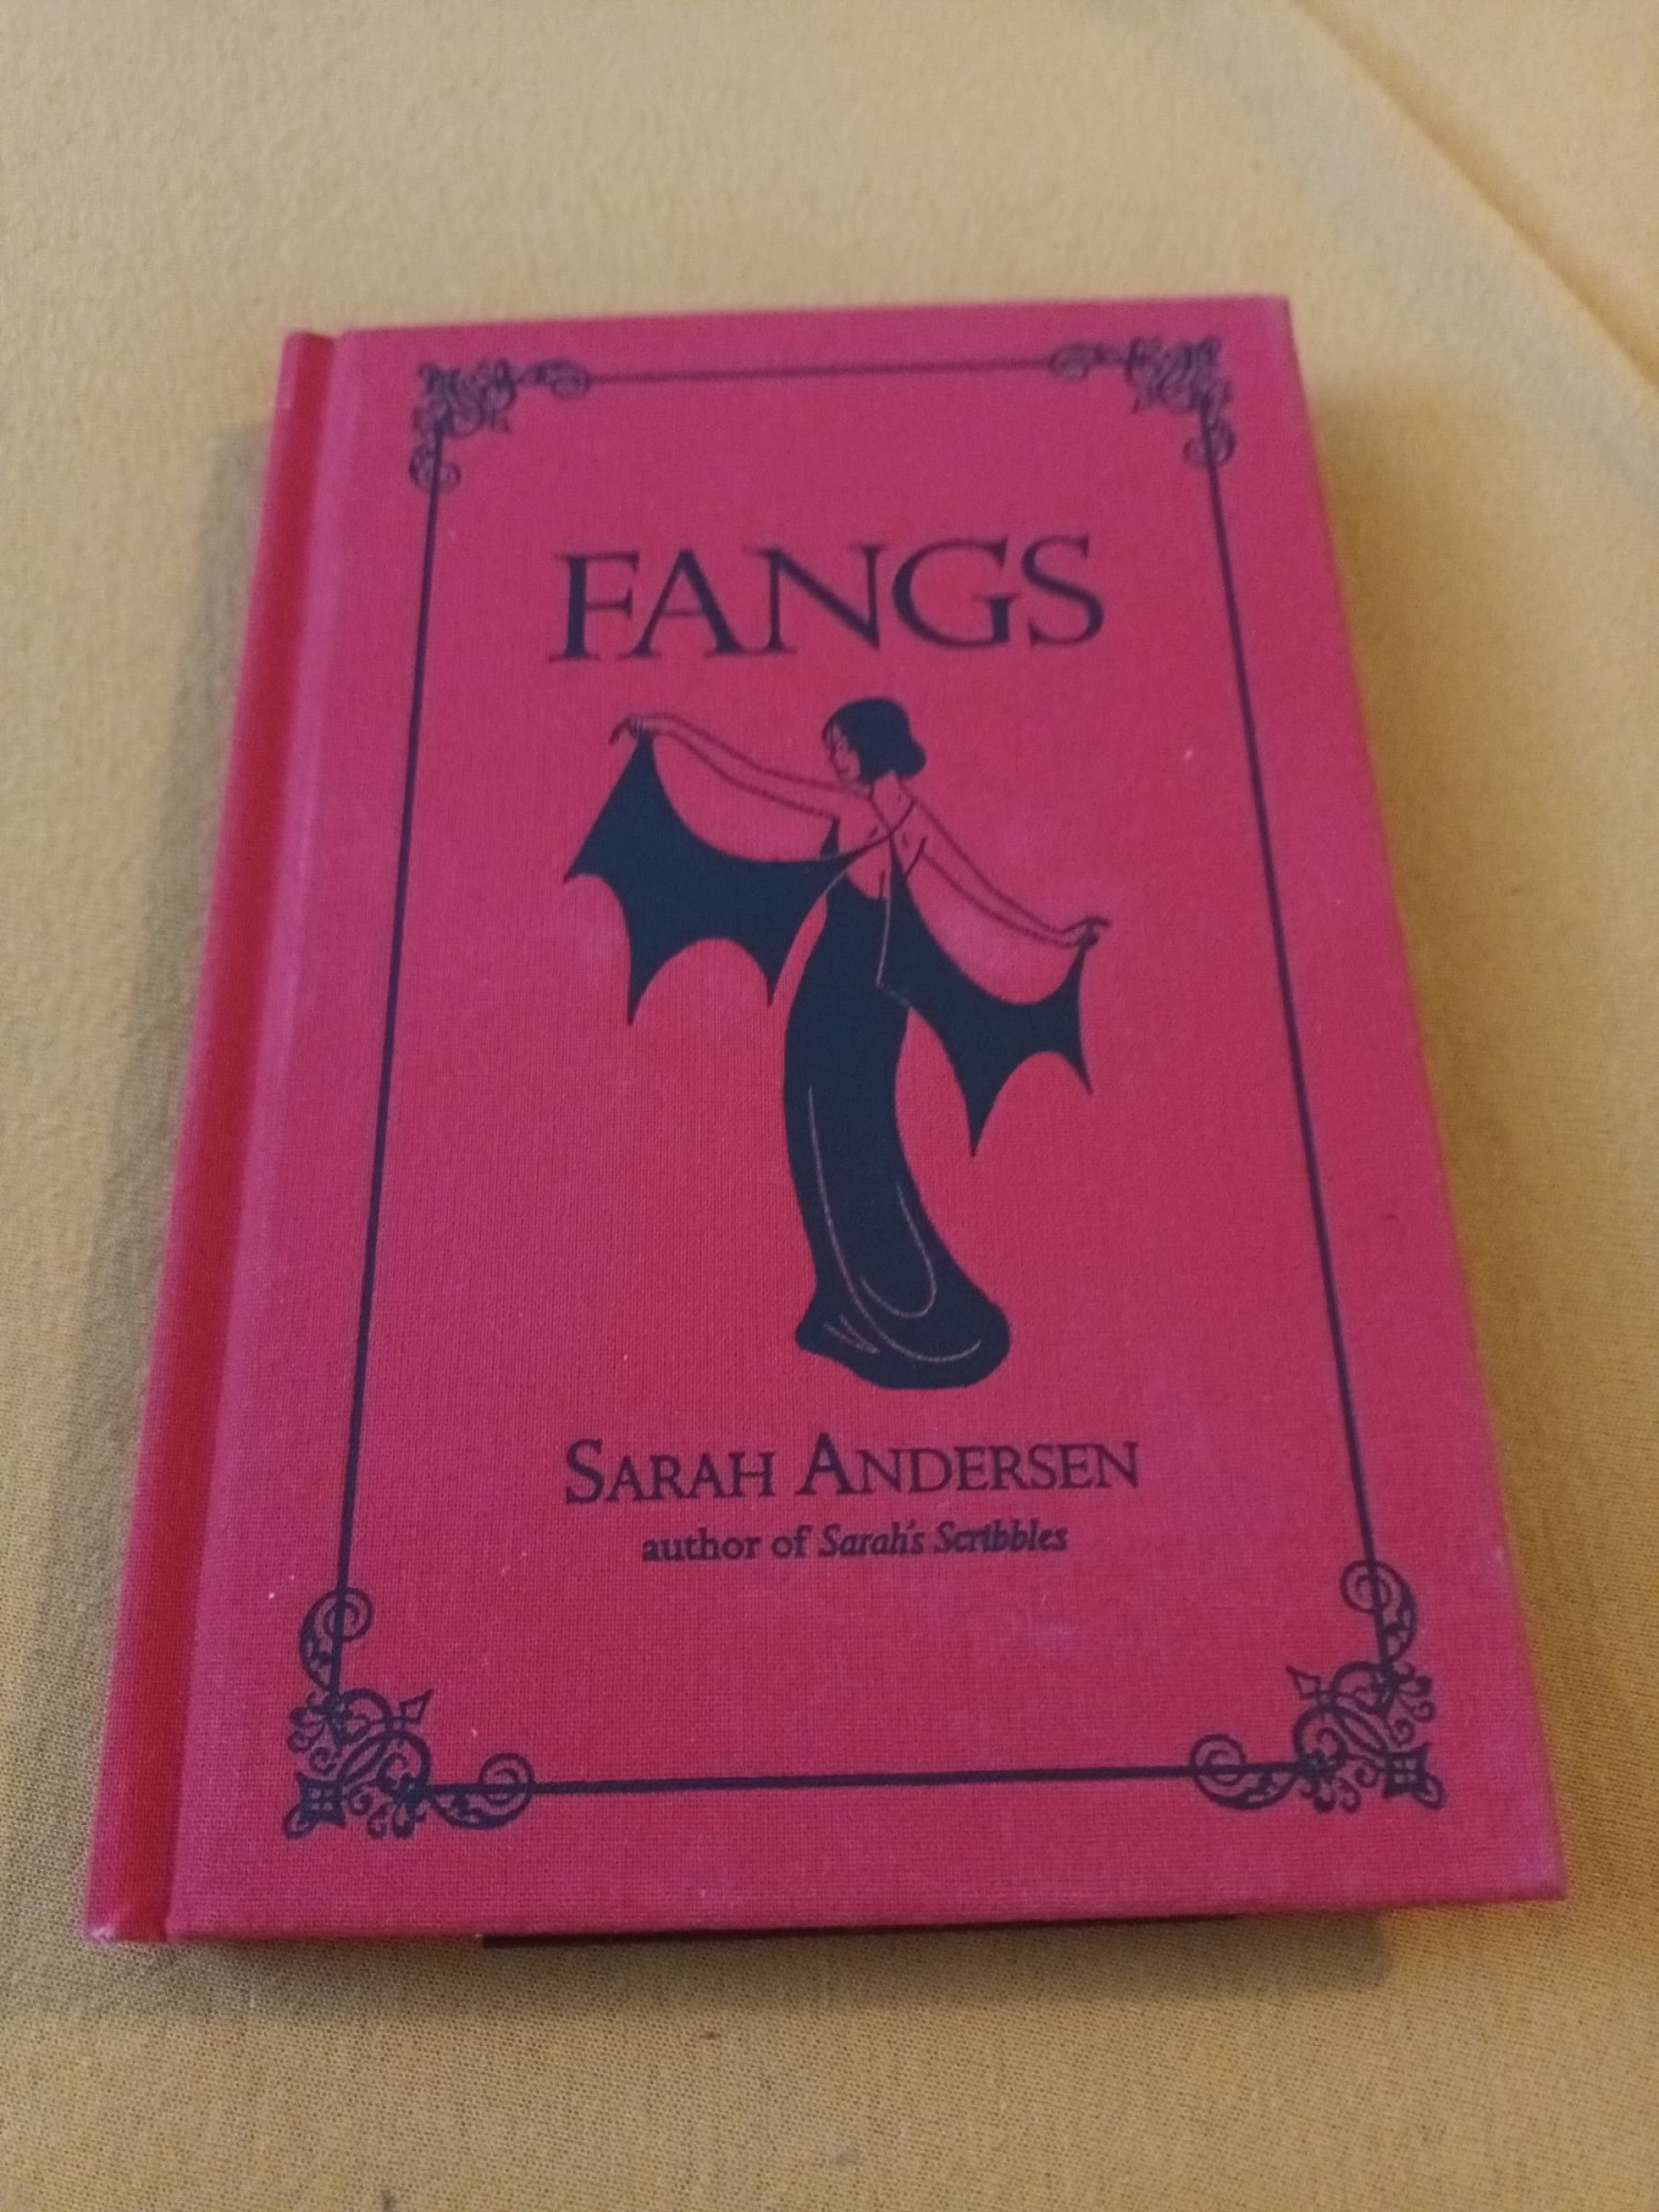 FANGS
SARAH ANDERSEN
author of Sarah's Scribbles